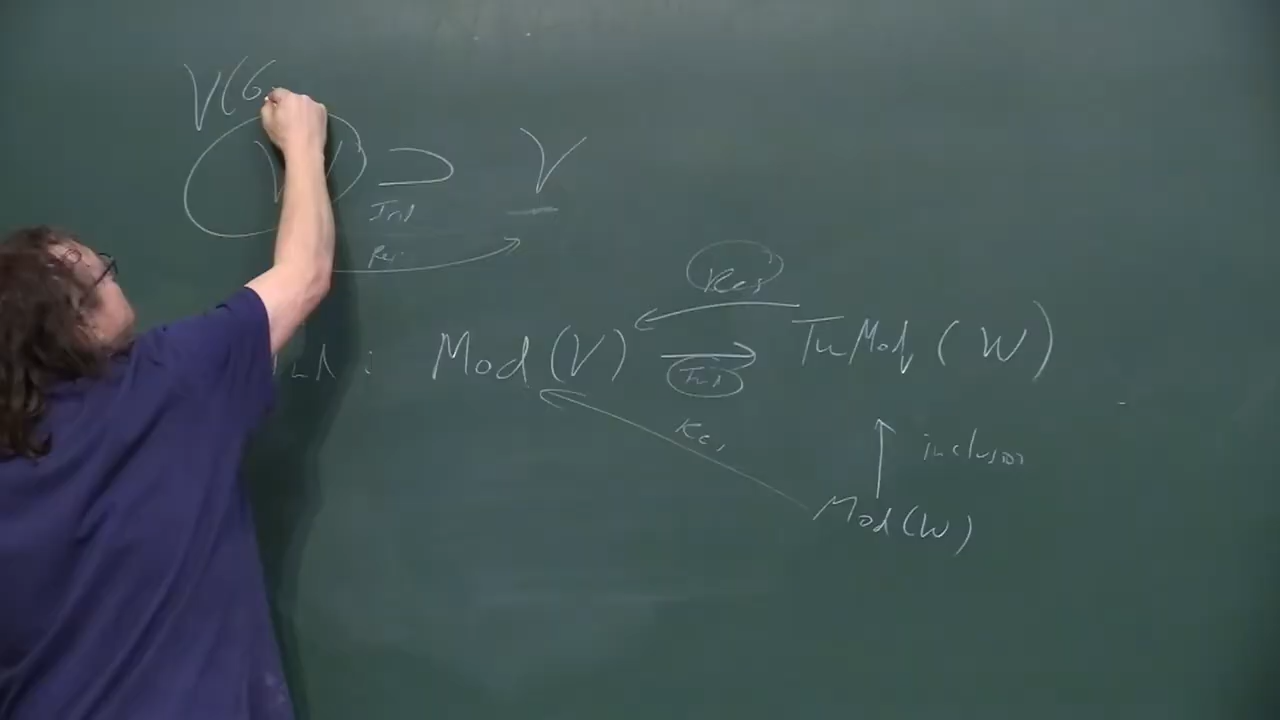 V(G
W ⊃ V
Ind
Res
Res
Mod(V) ⟶ TwMod(W)
Ind
Res
inclusion
Mod(W)